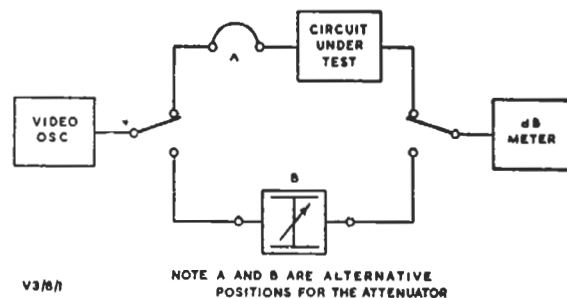 CIRCUIT
UNDER
TEST
A
VIDEO
OSC
dB
METER
B
V3/8/1
NOTE A AND B ARE ALTERNATIVE
POSITIONS FOR THE ATTENUATOR